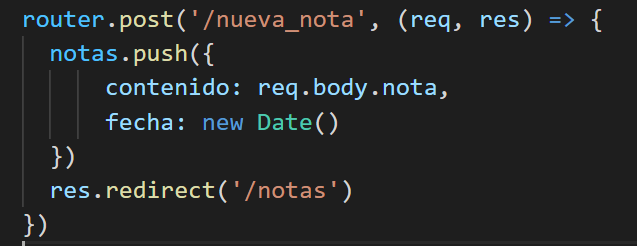 router.post('/nueva_nota', (req, res) => {
  notas.push({
      contenido: req.body.nota,
      fecha: new Date()
  })
  res.redirect('/notas')
})